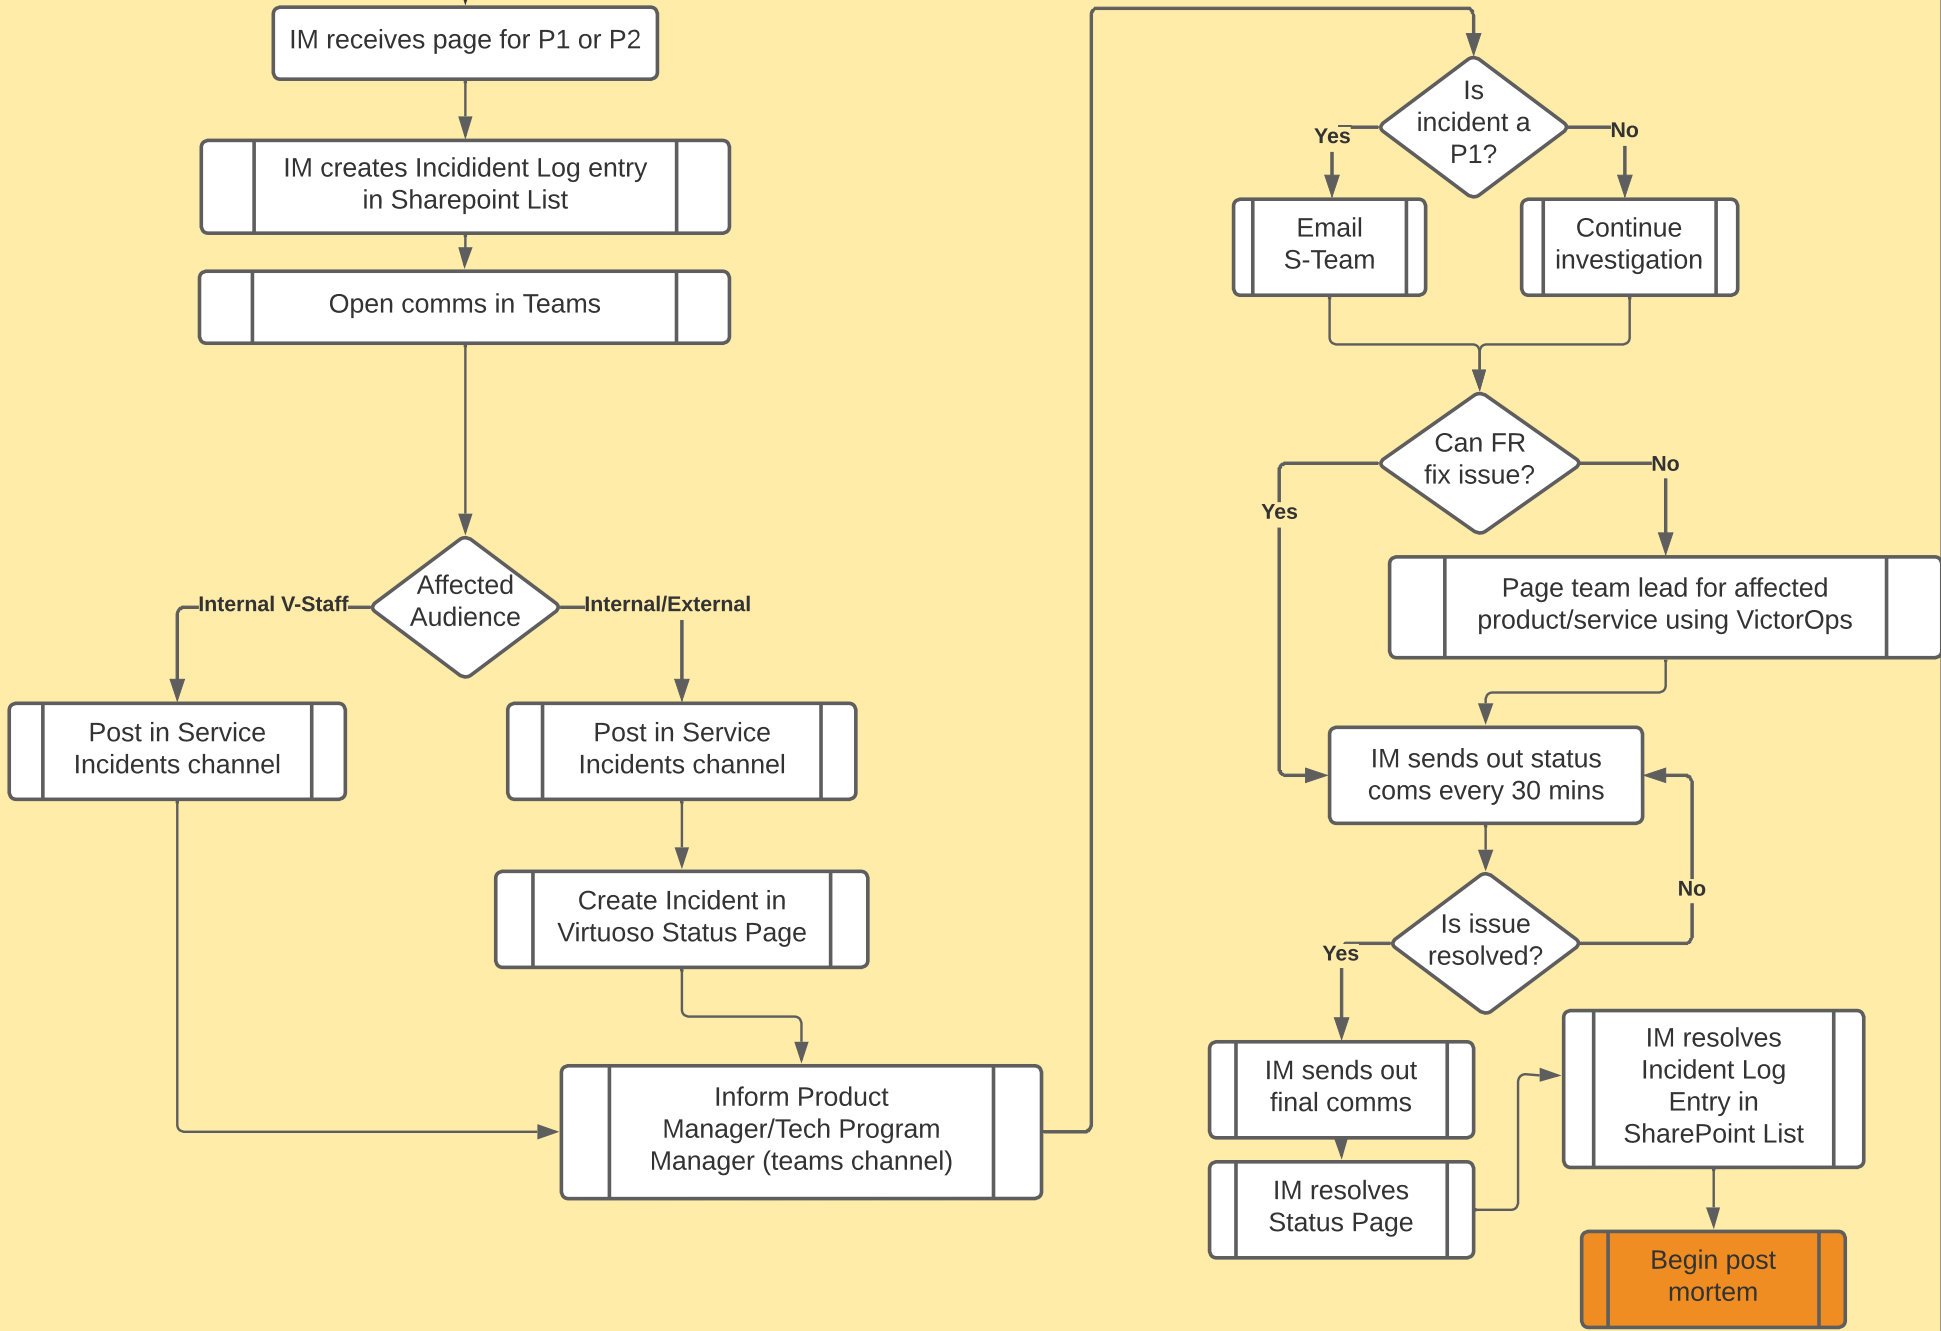 IM receives page for P1 or P2
IM creates Incidident Log entry
in Sharepoint List
Open comms in Teams
Affected
Audience
Internal V-Staff
Internal/External
Post in Service
Incidents channel
Post in Service
Incidents channel
Create Incident in
Virtuoso Status Page
Inform Product
Manager/Tech Program
Manager (teams channel)
Is
incident a
P1?
Yes
No
Email
S-Team
Continue
investigation
Can FR
fix issue?
Yes
No
Page team lead for affected
product/service using VictorOps
IM sends out status
coms every 30 mins
Is issue
resolved?
No
Yes
IM sends out
final comms
IM resolves
Status Page
IM resolves
Incident Log
Entry in
SharePoint List
Begin post
mortem